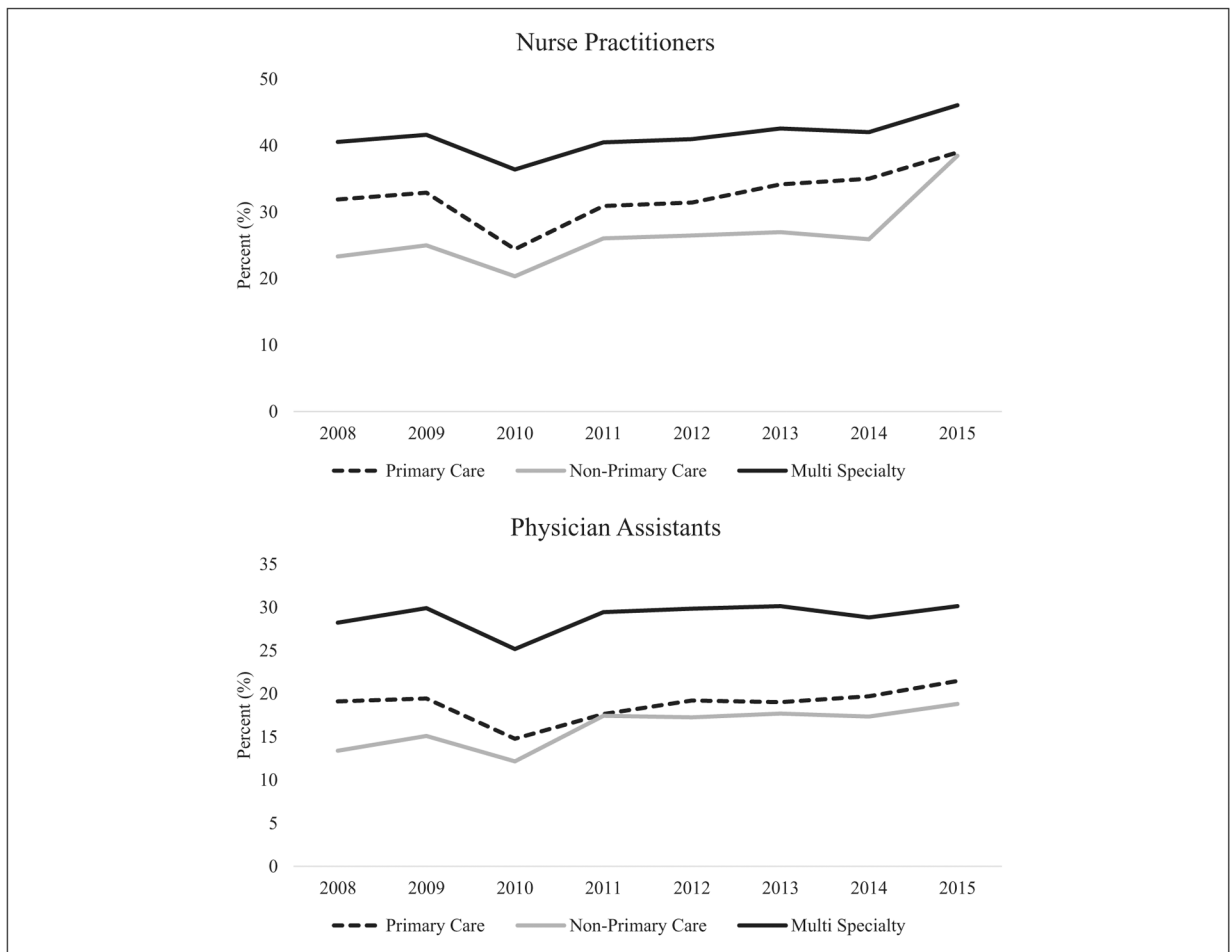 Nurse Practitioners
50
40
30
20
10
0
Percent (%)
2008 2009 2010 2011 2012 2013 2014 2015
Primary Care Non-Primary Care Multi Specialty
Physician Assistants
35
30
25
20
15
10
5
0
Percent (%)
2008 2009 2010 2011 2012 2013 2014 2015
Primary Care Non-Primary Care Multi Specialty